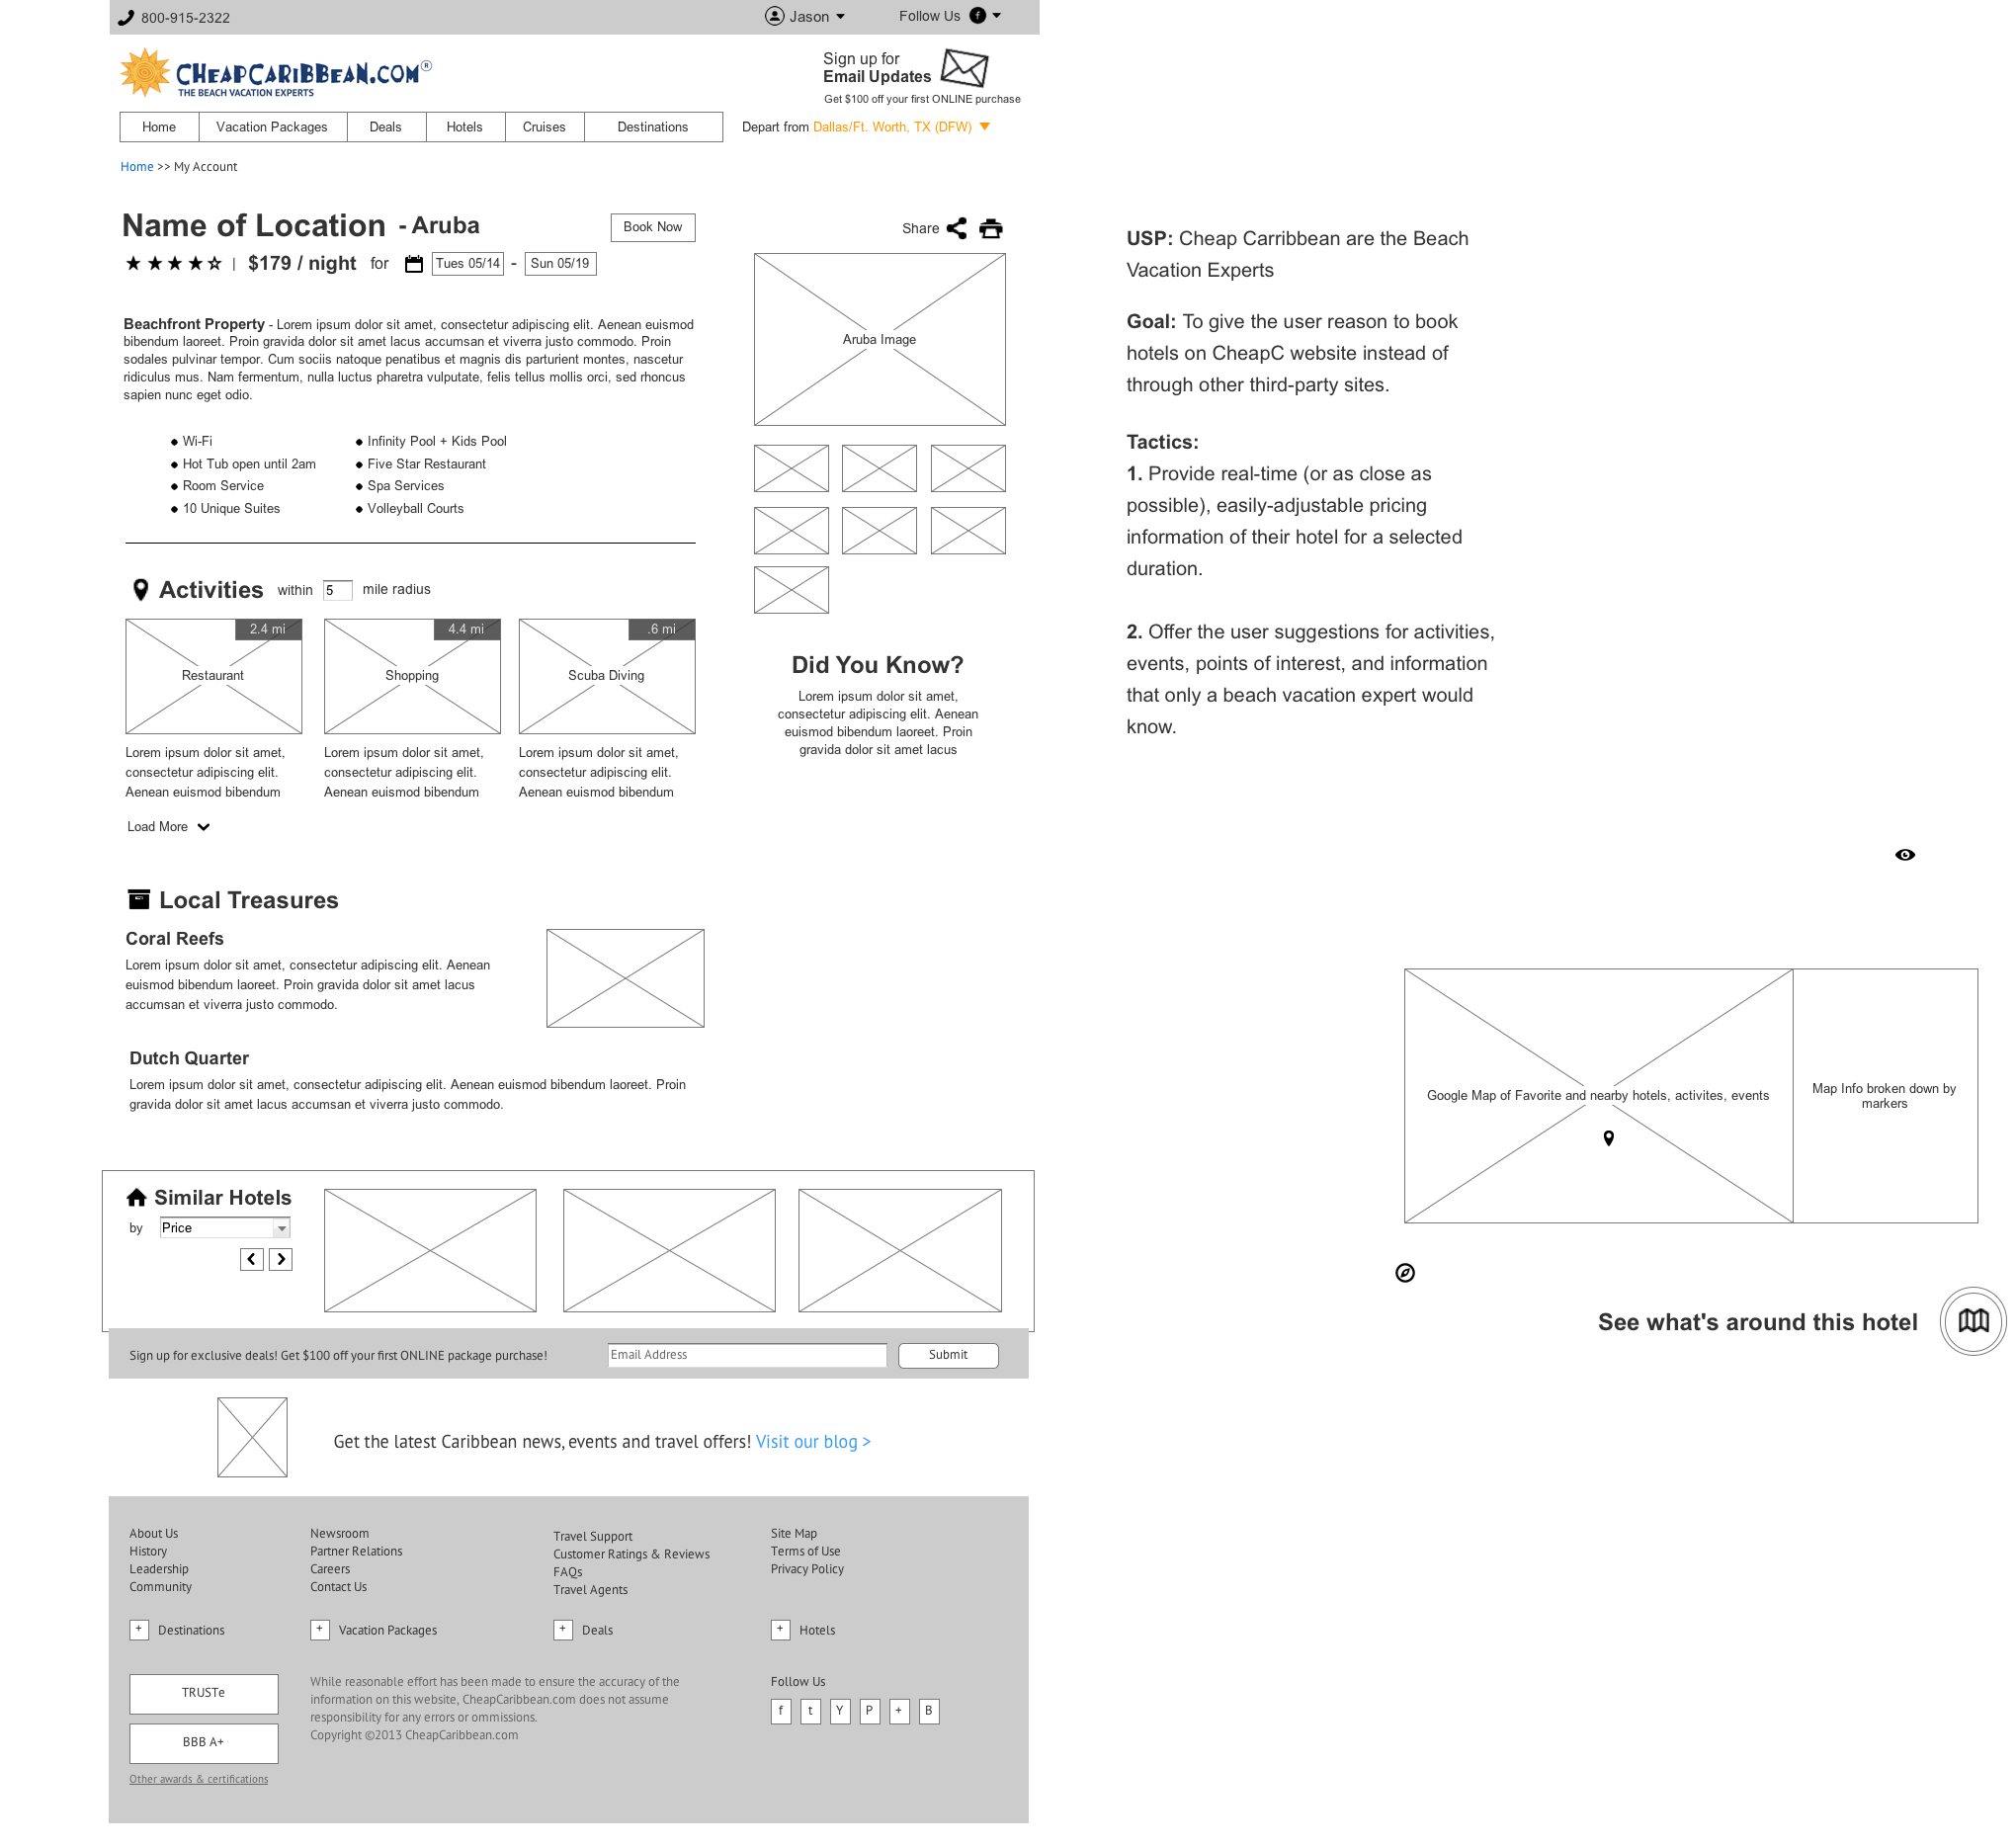 800-915-2322
Jason
Follow Us
CHEAPCARIBBEAN.COM®
THE BEACH VACATION EXPERTS
Sign up for
Email Updates
Get $100 off your first ONLINE purchase
Home
Vacation Packages
Deals
Hotels
Cruises
Destinations
Depart from Dallas/Ft. Worth, TX (DFW)
Home >> My Account
Name of Location - Aruba
Book Now
| $179 / night for Tues 05/14 - Sun 05/19
Beachfront Property - Lorem ipsum dolor sit amet, consectetur adipiscing elit. Aenean euismod
bibendum laoreet. Proin gravida dolor sit amet lacus accumsan et viverra justo commodo. Proin
sodales pulvinar tempor. Cum sociis natoque penatibus et magnis dis parturient montes, nascetur
ridiculus mus. Nam fermentum, nulla luctus pharetra vulputate, felis tellus mollis orci, sed rhoncus
sapien nunc eget odio.
Wi-Fi
Hot Tub open until 2am
Room Service
10 Unique Suites
Infinity Pool + Kids Pool
Five Star Restaurant
Spa Services
Volleyball Courts
Activities within 5 mile radius
2.4 mi
Restaurant
Lorem ipsum dolor sit amet,
consectetur adipiscing elit.
Aenean euismod bibendum
4.4 mi
Shopping
Lorem ipsum dolor sit amet,
consectetur adipiscing elit.
Aenean euismod bibendum
.6 mi
Scuba Diving
Lorem ipsum dolor sit amet,
consectetur adipiscing elit.
Aenean euismod bibendum
Load More
Share
Aruba Image
Did You Know?
Lorem ipsum dolor sit amet,
consectetur adipiscing elit. Aenean
euismod bibendum laoreet. Proin
gravida dolor sit amet lacus
Local Treasures
Coral Reefs
Lorem ipsum dolor sit amet, consectetur adipiscing elit. Aenean
euismod bibendum laoreet. Proin gravida dolor sit amet lacus
accumsan et viverra justo commodo.
Dutch Quarter
Lorem ipsum dolor sit amet, consectetur adipiscing elit. Aenean euismod bibendum laoreet. Proin
gravida dolor sit amet lacus accumsan et viverra justo commodo.
Similar Hotels
by Price
Sign up for exclusive deals! Get $100 off your first ONLINE package purchase!
Email Address
Submit
Get the latest Caribbean news, events and travel offers! Visit our blog >
About Us
History
Leadership
Community
Newsroom
Partner Relations
Careers
Contact Us
Travel Support
Customer Ratings & Reviews
FAQs
Travel Agents
Site Map
Terms of Use
Privacy Policy
+ Destinations
+ Vacation Packages
+ Deals
+ Hotels
TRUSTe
BBB A+
Other awards & certifications
While reasonable effort has been made to ensure the accuracy of the
information on this website, CheapCaribbean.com does not assume
responsibility for any errors or ommissions.
Copyright ©2013 CheapCaribbean.com
Follow Us
f t Y P + B
USP: Cheap Carribbean are the Beach
Vacation Experts
Goal: To give the user reason to book
hotels on CheapC website instead of
through other third-party sites.
Tactics:
1. Provide real-time (or as close as
possible), easily-adjustable pricing
information of their hotel for a selected
duration.
2. Offer the user suggestions for activities,
events, points of interest, and information
that only a beach vacation expert would
know.
Google Map of Favorite and nearby hotels, activites, events
Map Info broken down by
markers
See what's around this hotel